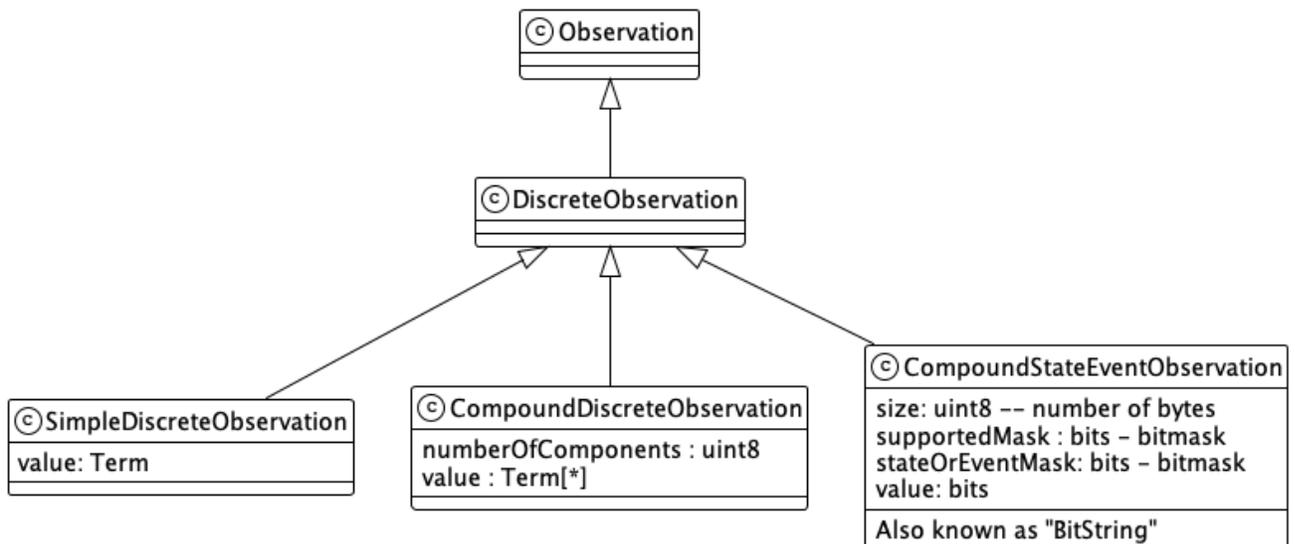 C Observation
C DiscreteObservation
C SimpleDiscreteObservation
value: Term
C CompoundDiscreteObservation
numberOfComponents : uint8
value : Term[*]
C CompoundStateEventObservation
size: uint8 -- number of bytes
supportedMask : bits – bitmask
stateOrEventMask: bits – bitmask
value: bits
Also known as "BitString"